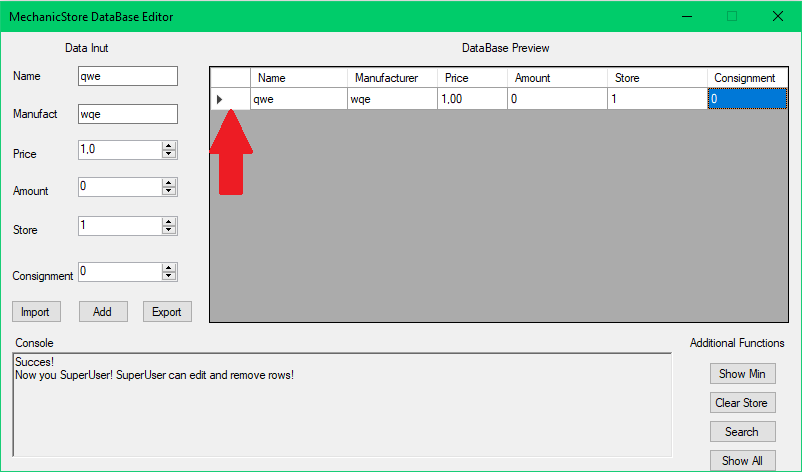 MechanicStore DataBase Editor
Data Inut
DataBase Preview
Name qwe
Manufact wqe
Price 1,0
Amount 0
Store 1
Consignment 0
Import Add Export
Name Manufacturer Price Amount Store Consignment
qwe wqe 1,00 0 1 0
Console
Succes!
Now you SuperUser! SuperUser can edit and remove rows!
Additional Functions
Show Min
Clear Store
Search
Show All